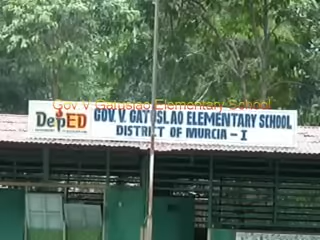 Gov V Gatuslao Elementary School
DepED
GOV. V. GATUSLAO ELEMENTARY SCHOOL
DISTRICT OF MURCIA - I